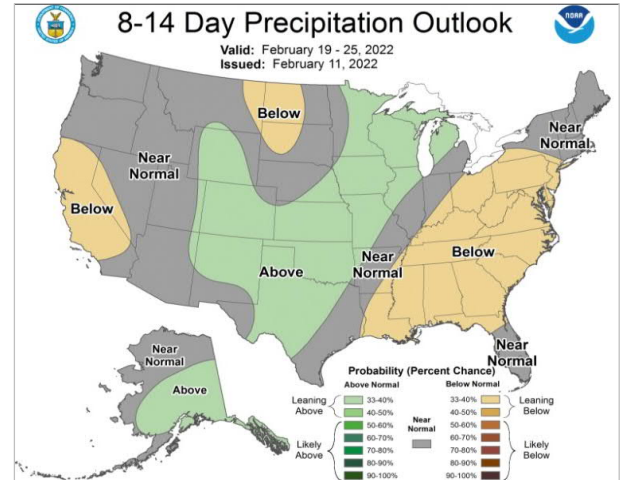 8-14 Day Precipitation Outlook
NOAA
Valid: February 19 - 25, 2022
Issued: February 11, 2022
Below
Near
Normal
Near
Normal
Below
Near
Normal
Above
Below
Near
Normal
Near
Normal
Above
Probability (Percent Chance)
Above Normal
Below Normal
Leaning
Above
33-40%
40-50%
Likely
Above
50-60%
60-70%
70-80%
80-90%
90-100%
Near
Normal
33-40%
40-50%
Leaning
Below
50-60%
60-70%
70-80%
80-90%
90-100%
Likely
Below